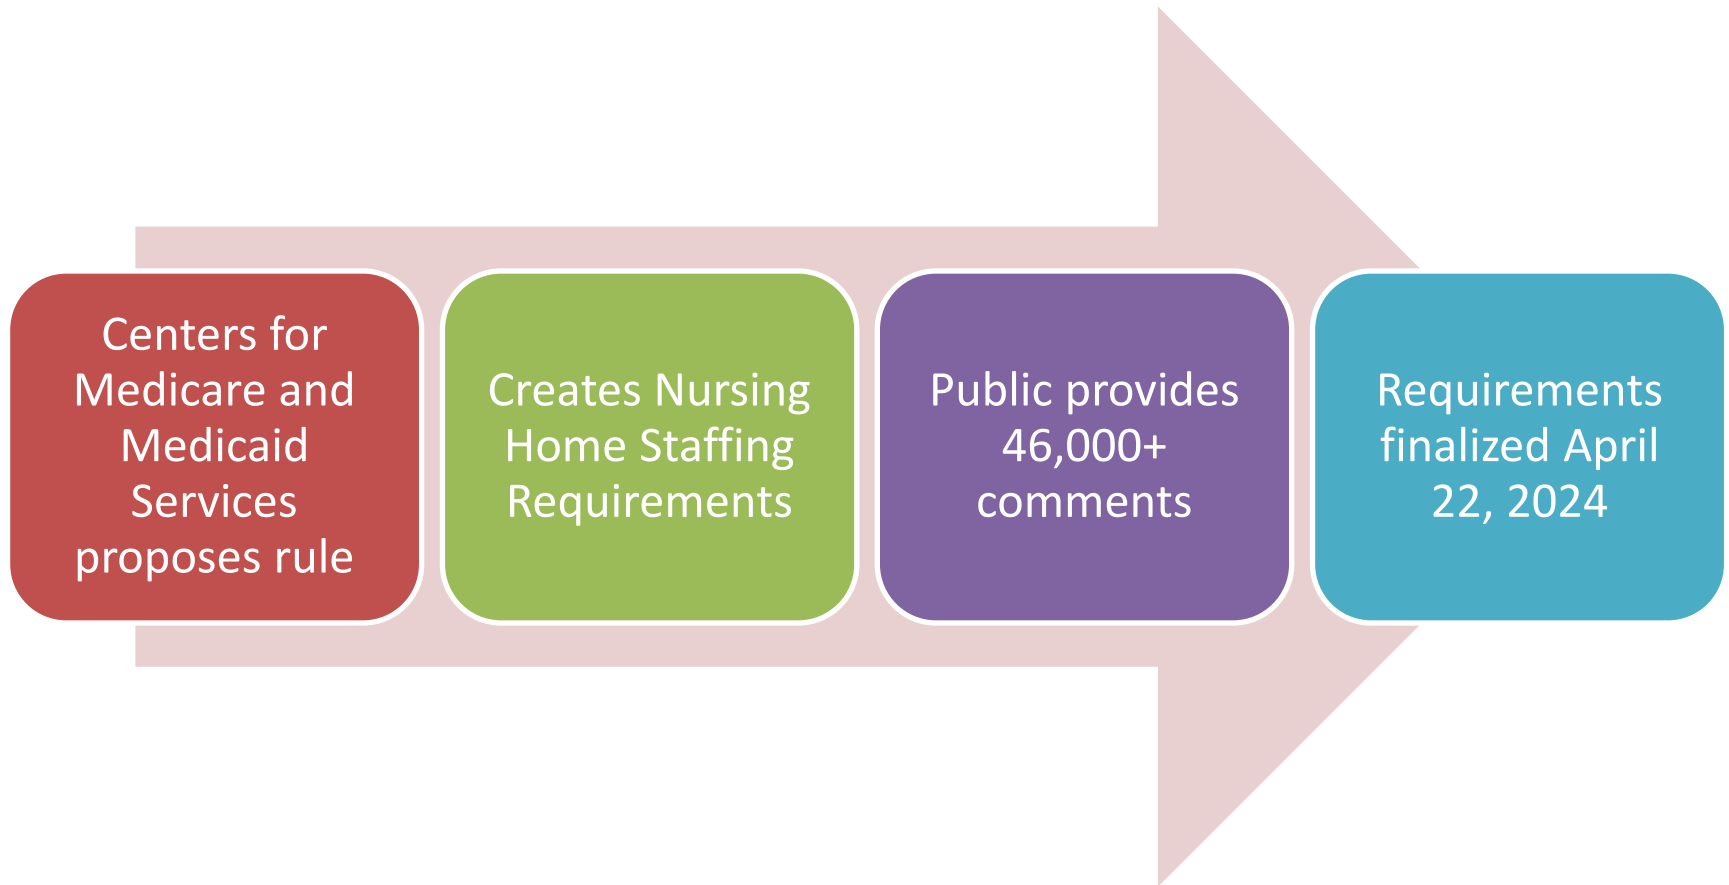 Centers for
Medicare and
Medicaid
Services
proposes rule
Creates Nursing
Home Staffing
Requirements
Public provides
46,000+
comments
Requirements
finalized April
22, 2024